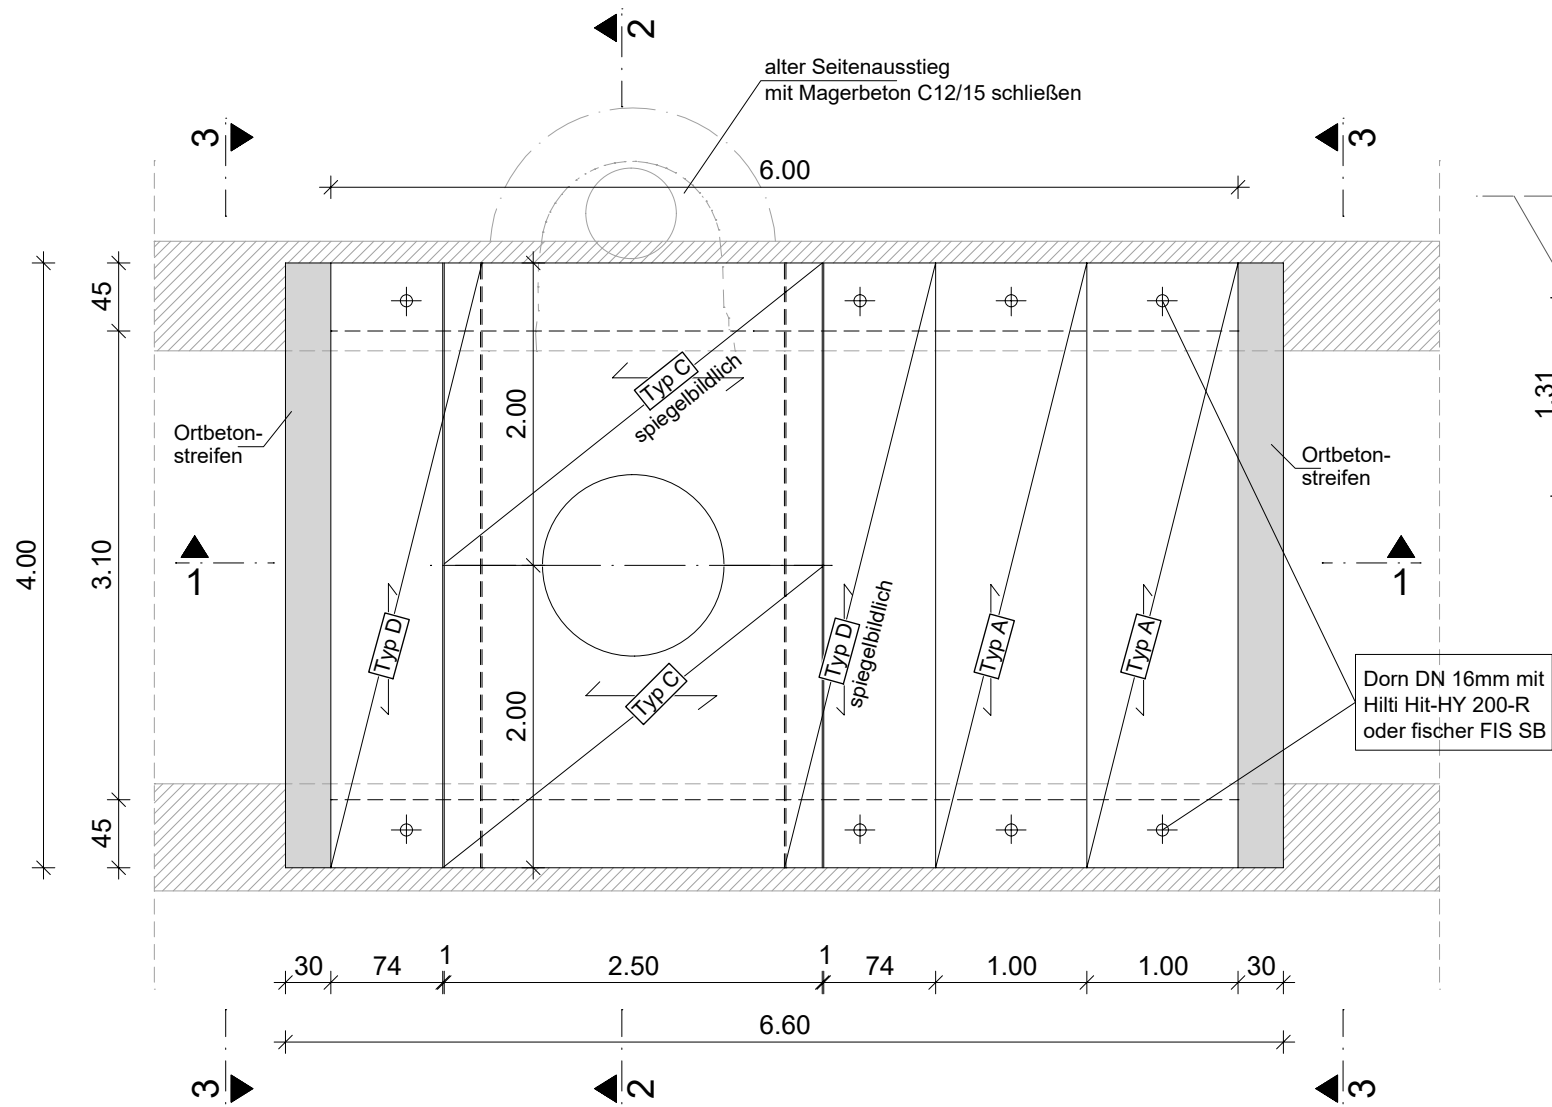 2
alter Seitenausstieg
mit Magerbeton C12/15 schließen
3
3
6.00
45
2.00
Typ C
spiegelbildlich
1.31
Ortbeton-
streifen
Ortbeton-
streifen
4.00
3.10
1
1
Typ D
Typ D
spiegelbildlich
Typ A
Typ A
Typ C
2.00
Dorn DN 16mm mit
Hilti Hit-HY 200-R
oder fischer FIS SB
45
30
74
1
2.50
1
74
1.00
1.00
30
6.60
3
2
3